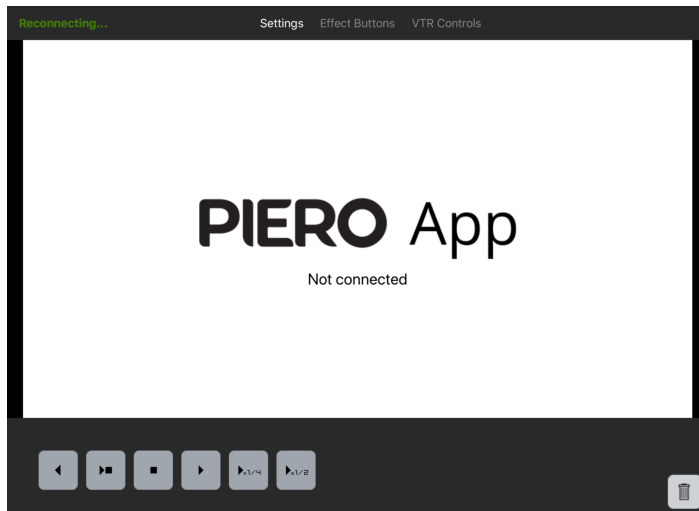 Reconnecting... Settings Effect Buttons VTR Controls
PIERO App
Not connected
x1/4 x1/2